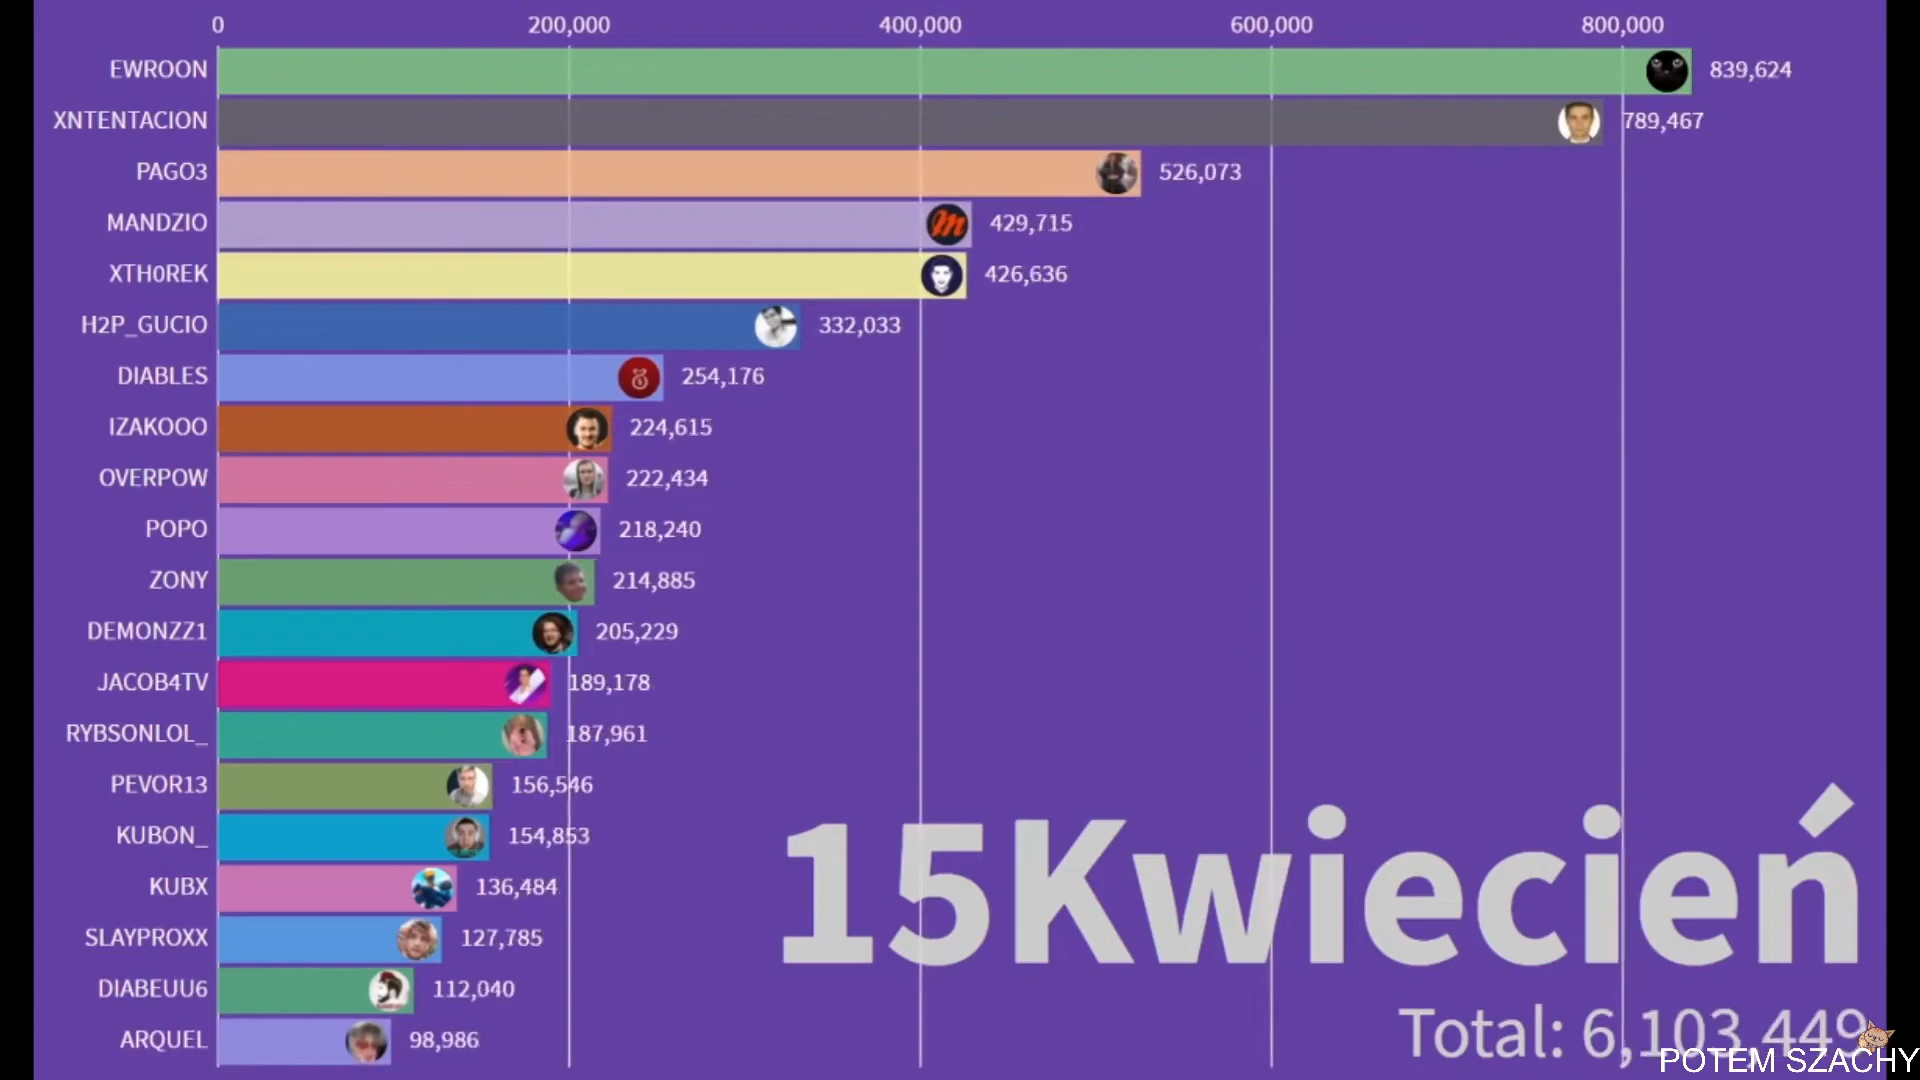 0 200,000 400,000 600,000 800,000
EWROON 839,624
XNTENTACION 789,467
PAGO3 526,073
MANDZIO 429,715
XTH0REK 426,636
H2P_GUCIO 332,033
DIABLES 254,176
IZAKOOO 224,615
OVERPOW 222,434
POPO 218,240
ZONY 214,885
DEMONZZ1 205,229
JACOB4TV 189,178
RYBSONLOL_ 187,961
PEVOR13 156,546
KUBON_ 154,853
KUBX 136,484
SLAYPROXX 127,785
DIABEUU6 112,040
ARQUEL 98,986
15Kwiecień
Total: 6,103,449
POTEM SZACHY